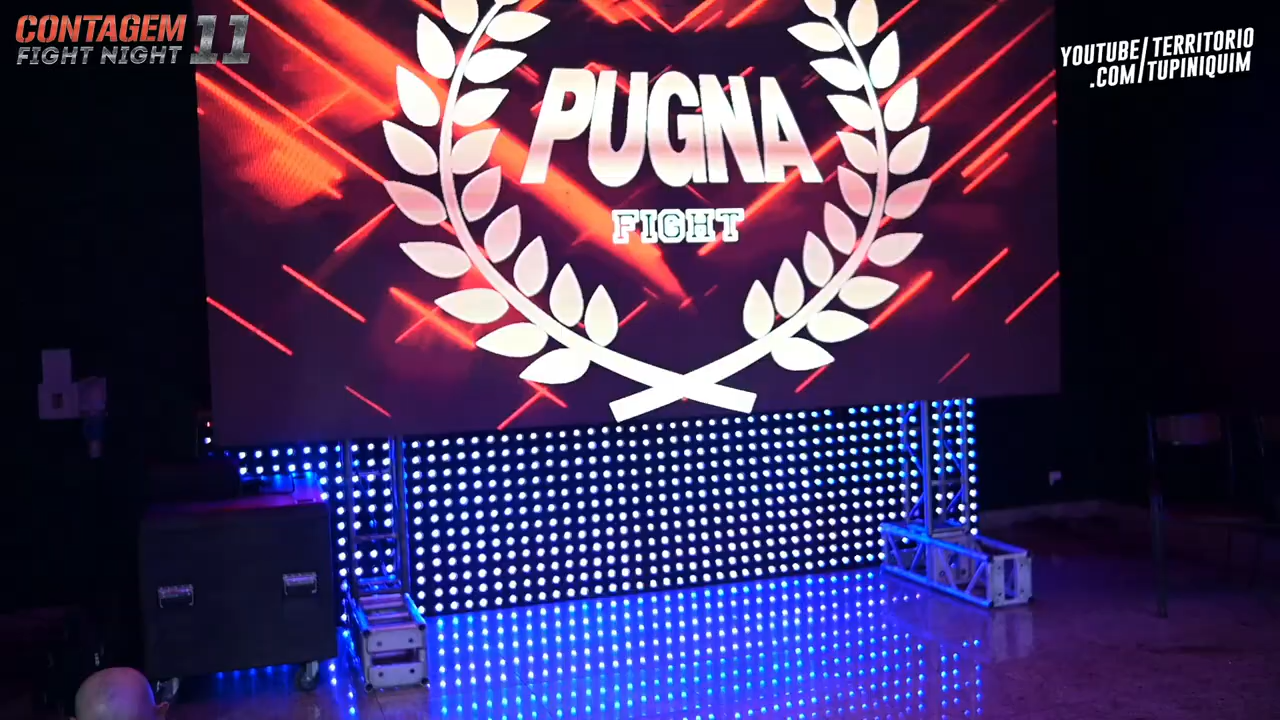 CONTAGEM
FIGHT NIGHT 11
YOUTUBE/TERRITORIO
.COM/TUPINIQUIM
PUGNA
FIGHT